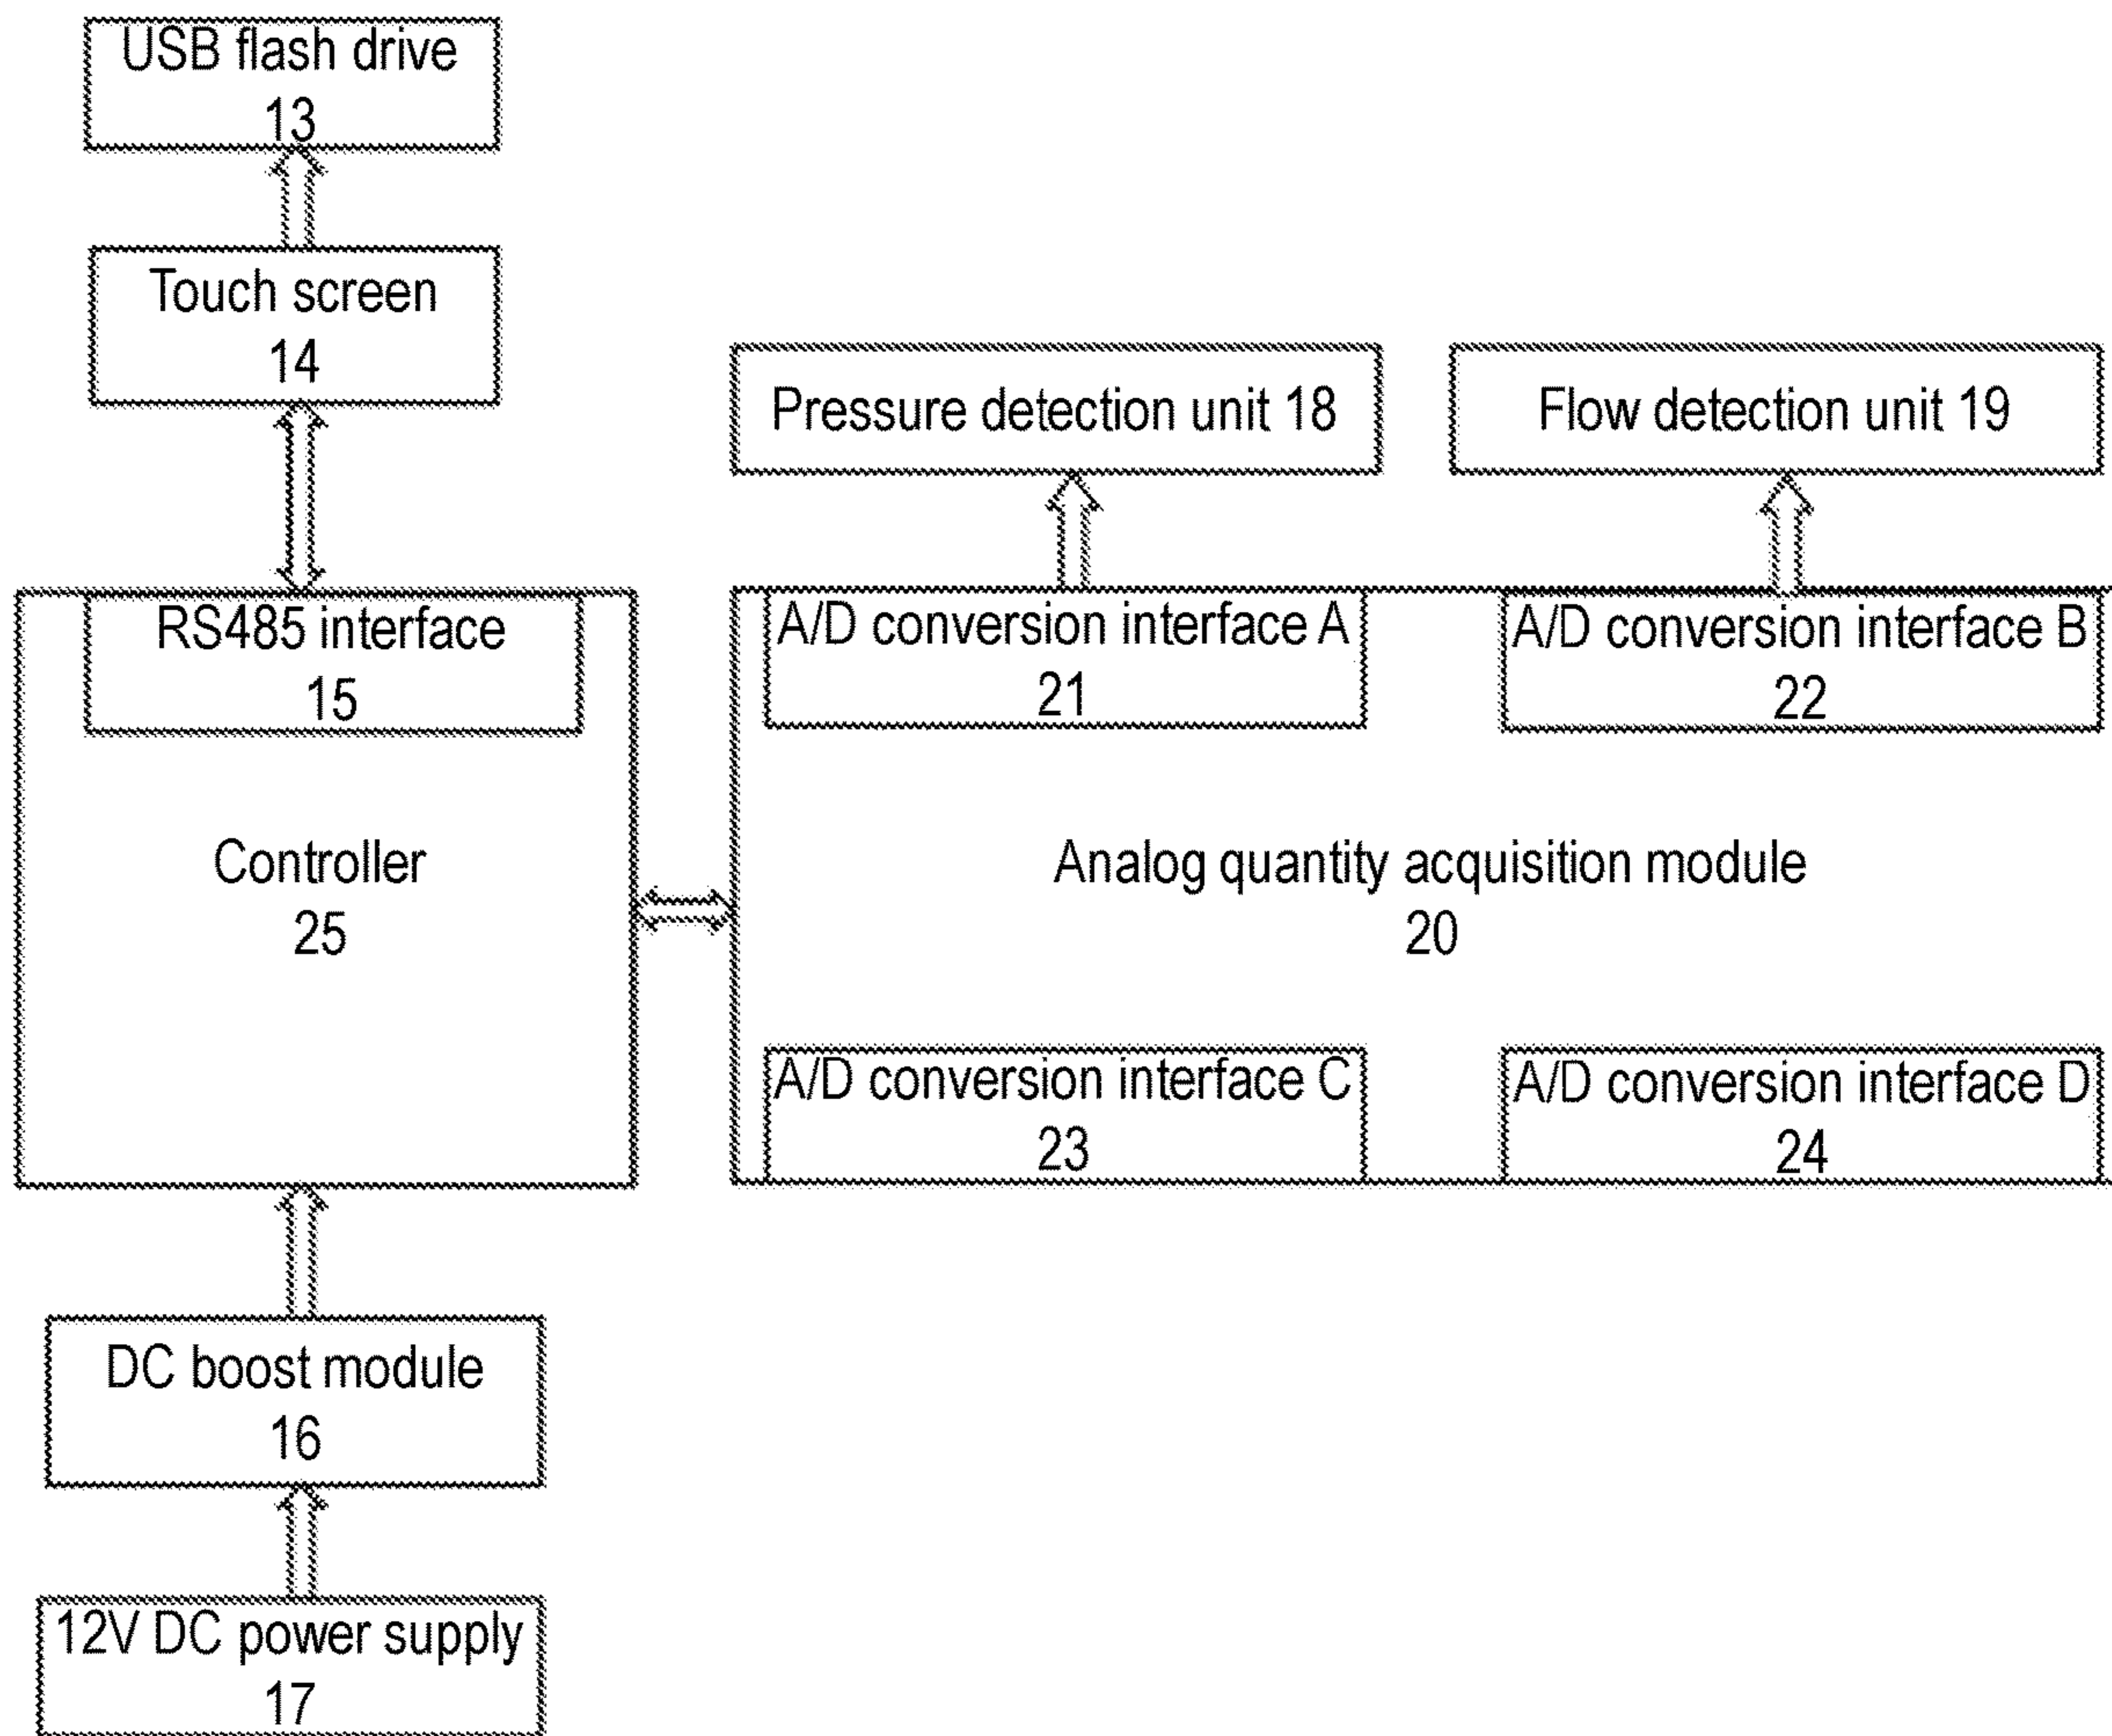 USB flash drive
13
Touch screen
14
Pressure detection unit 18
Flow detection unit 19
RS485 interface
15
A/D conversion interface A
21
A/D conversion interface B
22
Controller
25
Analog quantity acquisition module
20
A/D conversion interface C
23
A/D conversion interface D
24
DC boost module
16
12V DC power supply
17